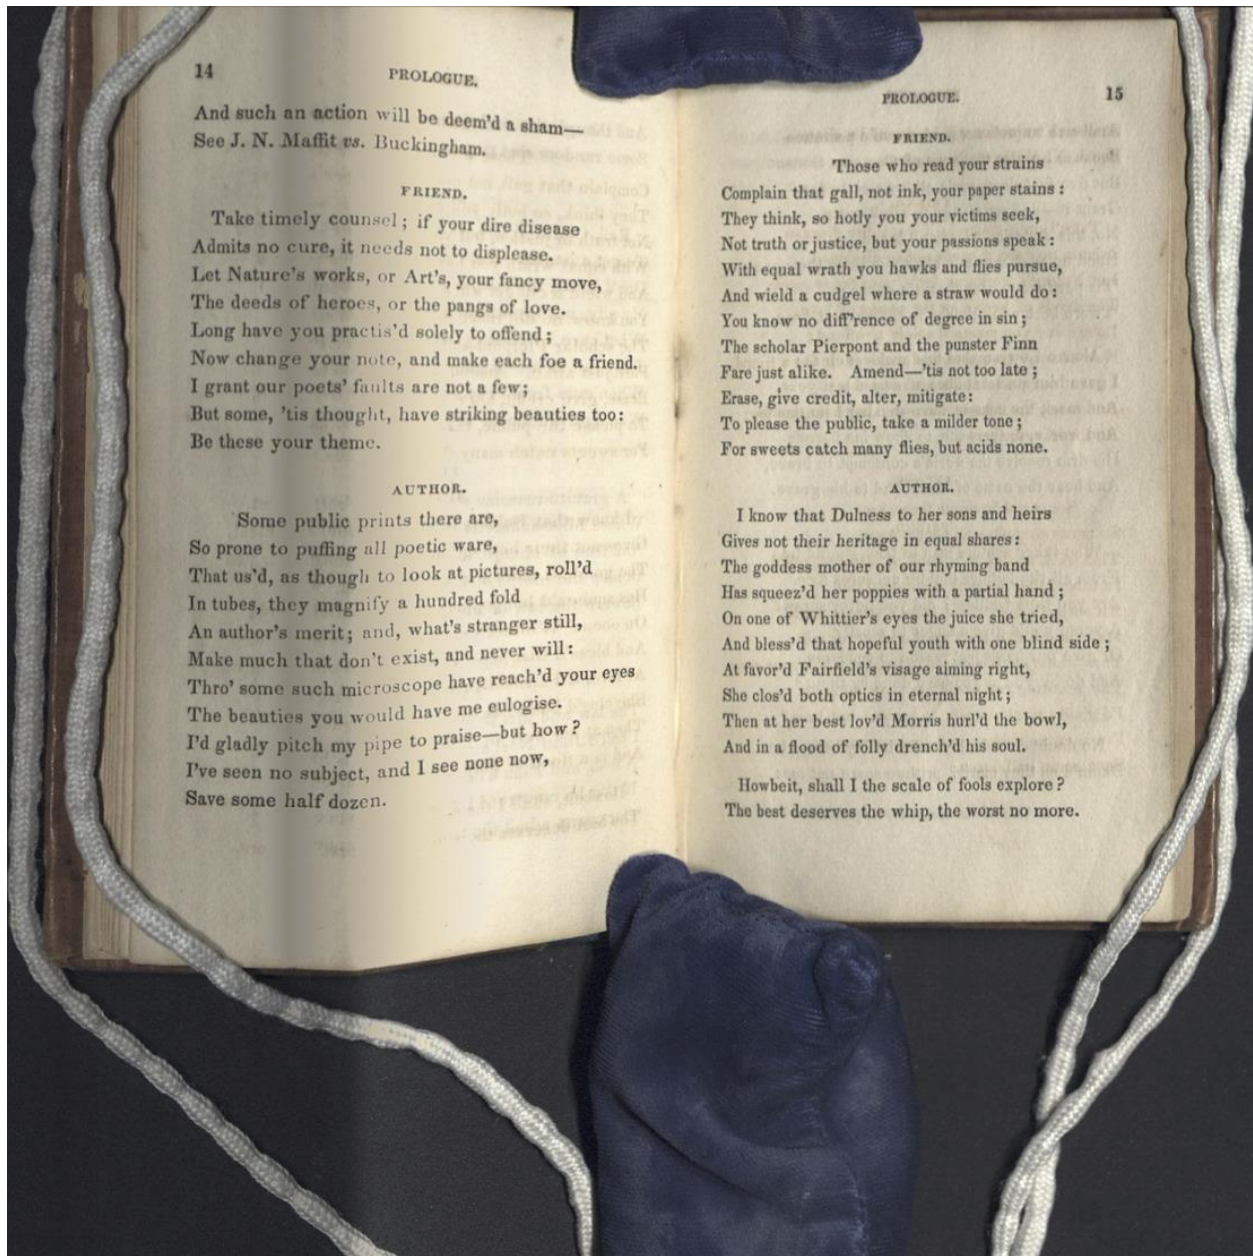 14
PROLOGUE.
And such an action will be deem'd a sham—
See J. N. Maffit vs. Buckingham.
FRIEND.
Take timely counsel; if your dire disease
Admits no cure, it needs not to displease.
Let Nature's works, or Art's, your fancy move,
The deeds of heroes, or the pangs of love.
Long have you practis'd solely to offend;
Now change your note, and make each foe a friend.
I grant our poets' faults are not a few;
But some, 'tis thought, have striking beauties too:
Be these your theme.
AUTHOR.
Some public prints there are,
So prone to puffing all poetic ware,
That us'd, as though to look at pictures, roll'd
In tubes, they magnify a hundred fold
An author's merit; and, what's stranger still,
Make much that don't exist, and never will:
Thro' some such microscope have reach'd your eyes
The beauties you would have me eulogise.
I'd gladly pitch my pipe to praise—but how?
I've seen no subject, and I see none now,
Save some half dozen.
PROLOGUE.
15
FRIEND.
Those who read your strains
Complain that gall, not ink, your paper stains:
They think, so hotly you your victims seek,
Not truth or justice, but your passions speak:
With equal wrath you hawks and flies pursue,
And wield a cudgel where a straw would do:
You know no diff'rence of degree in sin;
The scholar Pierpont and the punster Finn
Fare just alike. Amend—'tis not too late;
Erase, give credit, alter, mitigate:
To please the public, take a milder tone;
For sweets catch many flies, but acids none.
AUTHOR.
I know that Dulness to her sons and heirs
Gives not their heritage in equal shares:
The goddess mother of our rhyming band
Has squeez'd her poppies with a partial hand;
On one of Whittier's eyes the juice she tried,
And bless'd that hopeful youth with one blind side;
At favor'd Fairfield's visage aiming right,
She clos'd both optics in eternal night;
Then at her best lov'd Morris hurl'd the bowl,
And in a flood of folly drench'd his soul.
Howbeit, shall I the scale of fools explore?
The best deserves the whip, the worst no more.